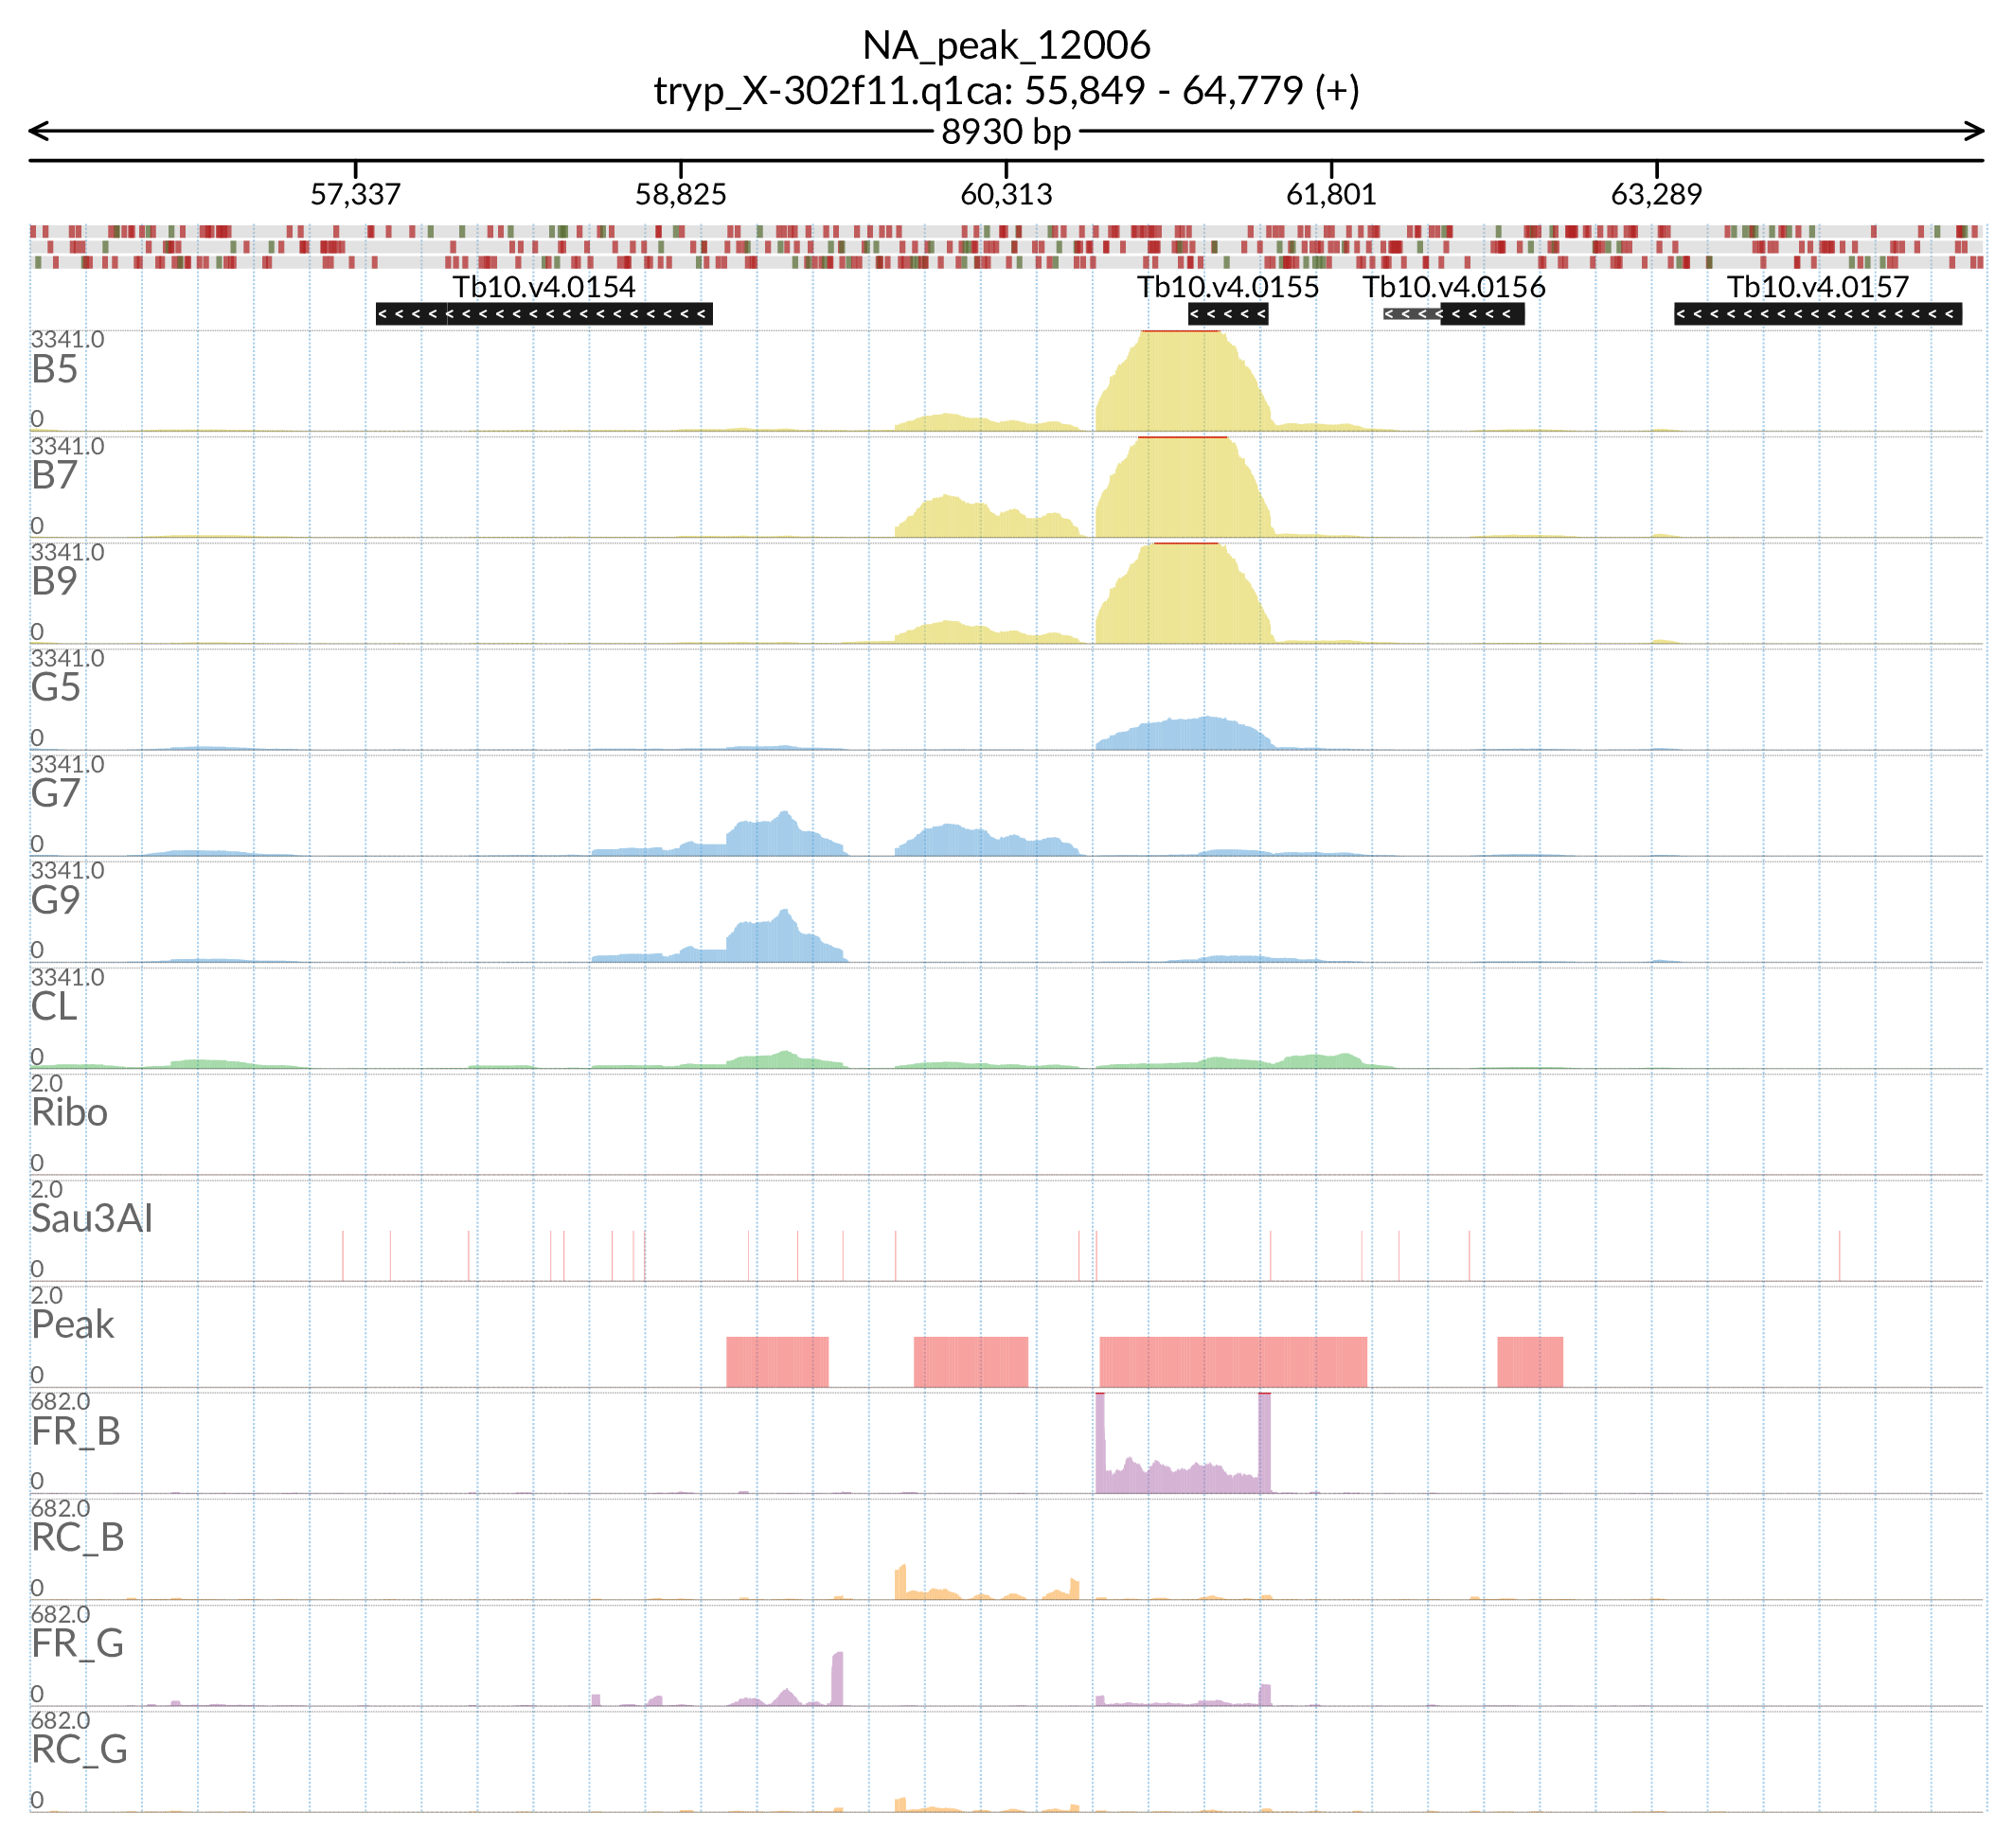 NA_peak_12006
tryp_X-302f11.q1ca: 55,849 - 64,779 (+)
8930 bp
57,337 58,825 60,313 61,801 63,289
Tb10.v4.0154 Tb10.v4.0155 Tb10.v4.0156 Tb10.v4.0157
3341.0
B5
0
3341.0
B7
0
3341.0
B9
0
3341.0
G5
0
3341.0
G7
0
3341.0
G9
0
3341.0
CL
0
2.0
Ribo
0
2.0
Sau3AI
0
2.0
Peak
0
682.0
FR_B
0
682.0
RC_B
0
682.0
FR_G
0
682.0
RC_G
0